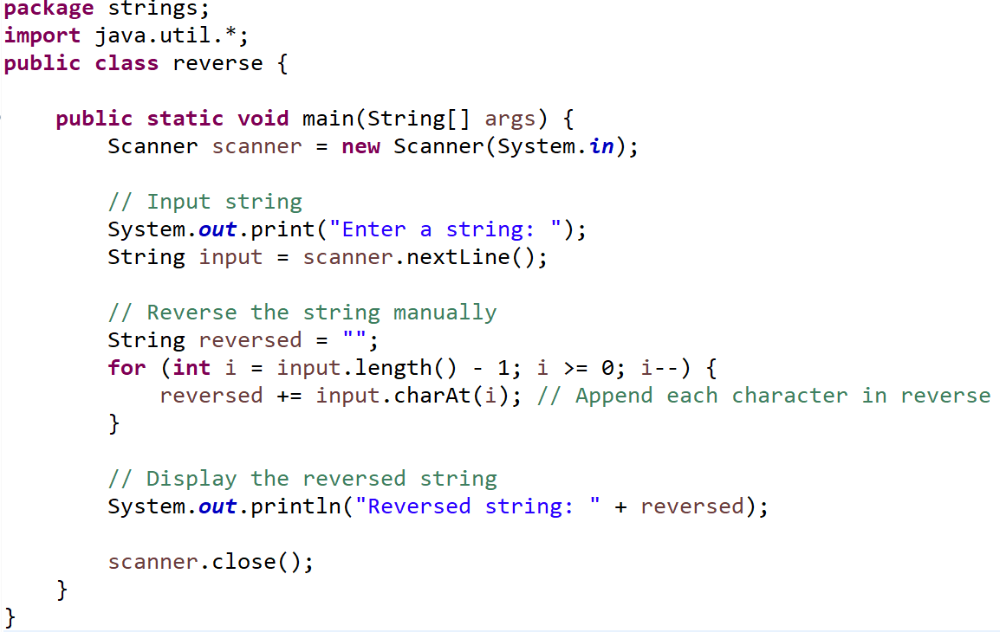 package strings;
import java.util.*;
public class reverse {
    public static void main(String[] args) {
        Scanner scanner = new Scanner(System.in);
        // Input string
        System.out.print("Enter a string: ");
        String input = scanner.nextLine();
        // Reverse the string manually
        String reversed = "";
        for (int i = input.length() - 1; i >= 0; i--) {
            reversed += input.charAt(i); // Append each character in reverse
        }
        // Display the reversed string
        System.out.println("Reversed string: " + reversed);
        scanner.close();
    }
}